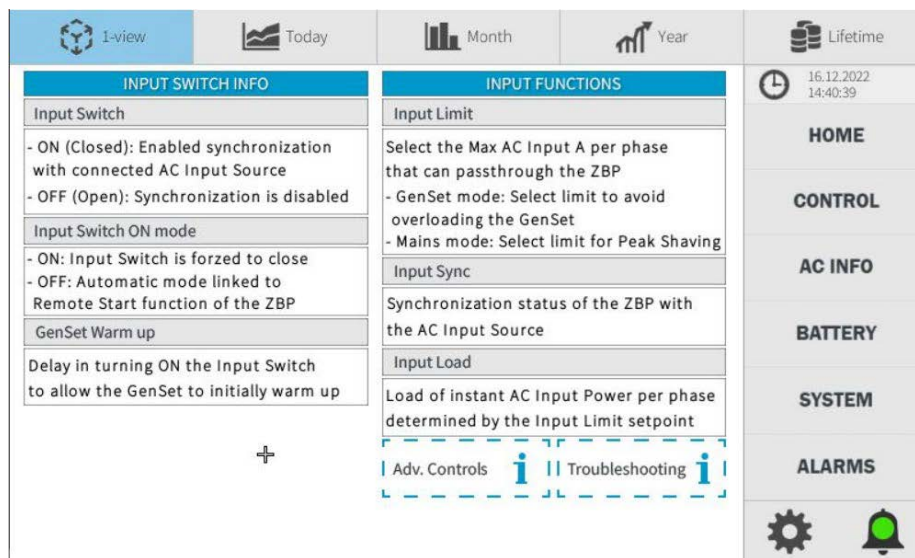 1-view
Today
Month
Year
Lifetime
INPUT SWITCH INFO
Input Switch
- ON (Closed): Enabled synchronization
with connected AC Input Source
- OFF (Open): Synchronization is disabled
Input Switch ON mode
- ON: Input Switch is forzed to close
- OFF: Automatic mode linked to
Remote Start function of the ZBP
GenSet Warm up
Delay in turning ON the Input Switch
to allow the GenSet to initially warm up
INPUT FUNCTIONS
Input Limit
Select the Max AC Input A per phase
that can passthrough the ZBP
- GenSet mode: Select limit to avoid
overloading the GenSet
- Mains mode: Select limit for Peak Shaving
Input Sync
Synchronization status of the ZBP with
the AC Input Source
Input Load
Load of instant AC Input Power per phase
determined by the Input Limit setpoint
Adv. Controls i
Troubleshooting i
16.12.2022
14:40:39
HOME
CONTROL
AC INFO
BATTERY
SYSTEM
ALARMS